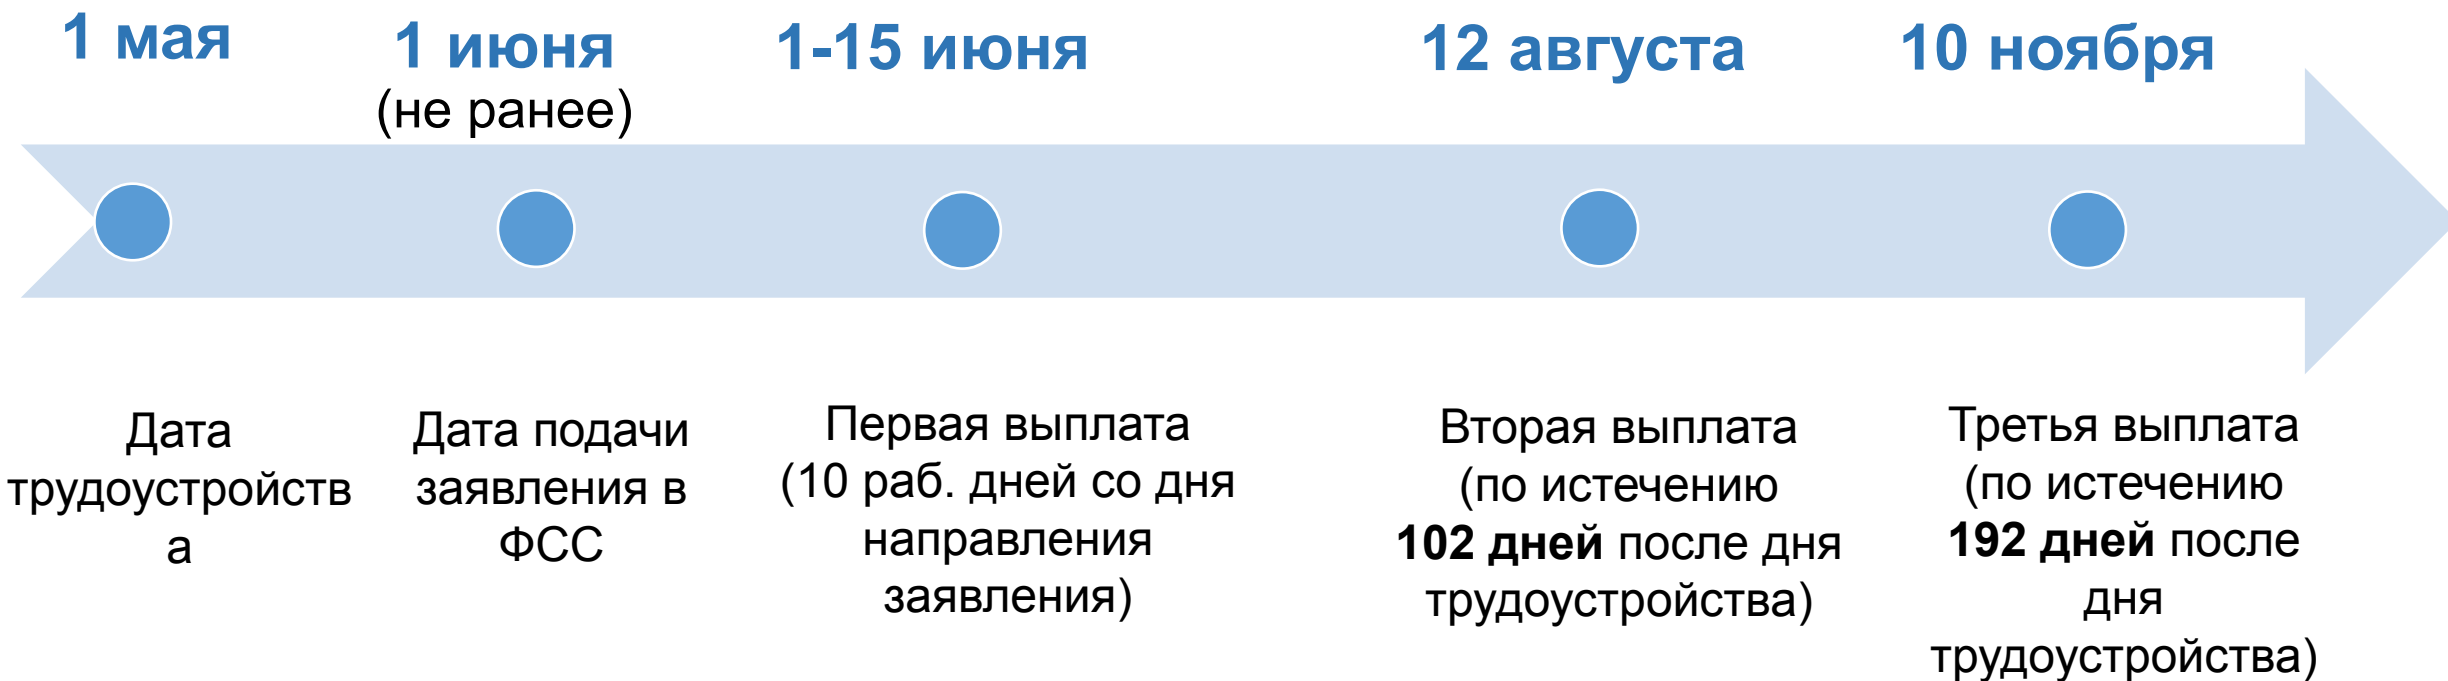 1 мая
1 июня
(не ранее)
1-15 июня
12 августа
10 ноября
Дата
трудоустройств
а
Дата подачи
заявления в
ФСС
Первая выплата
(10 раб. дней со дня
направления
заявления)
Вторая выплата
(по истечению
102 дней после дня
трудоустройства)
Третья выплата
(по истечению
192 дней после
дня
трудоустройства)